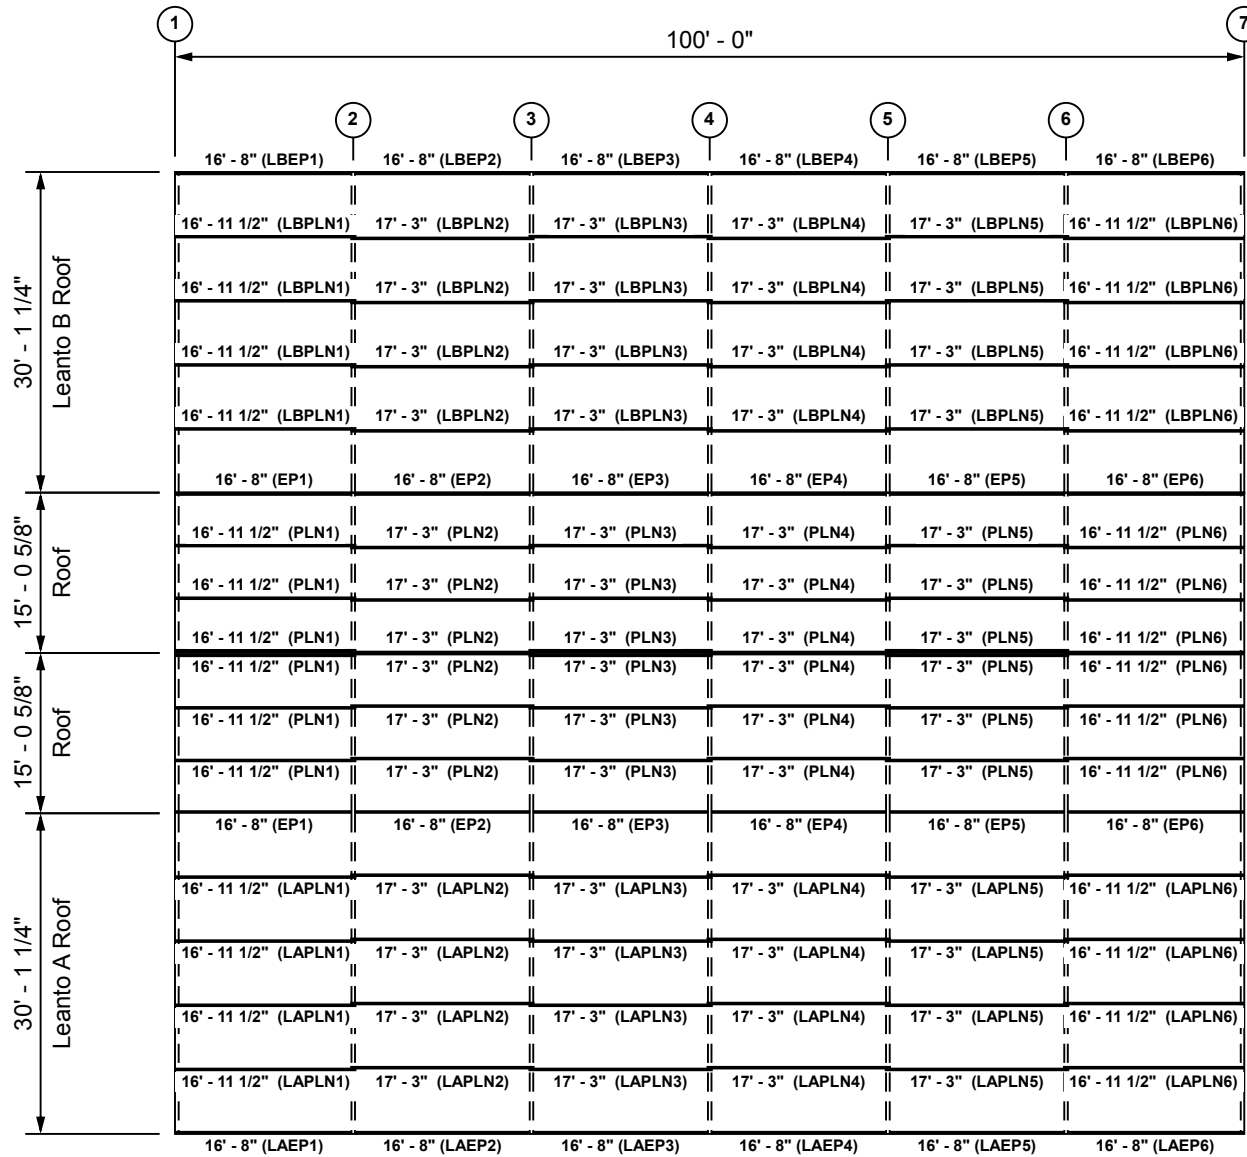 1 7
100' - 0"
2 3 4 5 6
16' - 8" (LBEP1) 16' - 8" (LBEP2) 16' - 8" (LBEP3) 16' - 8" (LBEP4) 16' - 8" (LBEP5) 16' - 8" (LBEP6)
16' - 11 1/2" (LBPLN1) 17' - 3" (LBPLN2) 17' - 3" (LBPLN3) 17' - 3" (LBPLN4) 17' - 3" (LBPLN5) 16' - 11 1/2" (LBPLN6)
16' - 11 1/2" (LBPLN1) 17' - 3" (LBPLN2) 17' - 3" (LBPLN3) 17' - 3" (LBPLN4) 17' - 3" (LBPLN5) 16' - 11 1/2" (LBPLN6)
30' - 1 1/4"
Leanto B Roof
16' - 11 1/2" (LBPLN1) 17' - 3" (LBPLN2) 17' - 3" (LBPLN3) 17' - 3" (LBPLN4) 17' - 3" (LBPLN5) 16' - 11 1/2" (LBPLN6)
16' - 11 1/2" (LBPLN1) 17' - 3" (LBPLN2) 17' - 3" (LBPLN3) 17' - 3" (LBPLN4) 17' - 3" (LBPLN5) 16' - 11 1/2" (LBPLN6)
16' - 8" (EP1) 16' - 8" (EP2) 16' - 8" (EP3) 16' - 8" (EP4) 16' - 8" (EP5) 16' - 8" (EP6)
16' - 11 1/2" (PLN1) 17' - 3" (PLN2) 17' - 3" (PLN3) 17' - 3" (PLN4) 17' - 3" (PLN5) 16' - 11 1/2" (PLN6)
15' - 0 5/8"
Roof
16' - 11 1/2" (PLN1) 17' - 3" (PLN2) 17' - 3" (PLN3) 17' - 3" (PLN4) 17' - 3" (PLN5) 16' - 11 1/2" (PLN6)
16' - 11 1/2" (PLN1) 17' - 3" (PLN2) 17' - 3" (PLN3) 17' - 3" (PLN4) 17' - 3" (PLN5) 16' - 11 1/2" (PLN6)
16' - 11 1/2" (PLN1) 17' - 3" (PLN2) 17' - 3" (PLN3) 17' - 3" (PLN4) 17' - 3" (PLN5) 16' - 11 1/2" (PLN6)
15' - 0 5/8"
Roof
16' - 11 1/2" (PLN1) 17' - 3" (PLN2) 17' - 3" (PLN3) 17' - 3" (PLN4) 17' - 3" (PLN5) 16' - 11 1/2" (PLN6)
16' - 11 1/2" (PLN1) 17' - 3" (PLN2) 17' - 3" (PLN3) 17' - 3" (PLN4) 17' - 3" (PLN5) 16' - 11 1/2" (PLN6)
16' - 8" (EP1) 16' - 8" (EP2) 16' - 8" (EP3) 16' - 8" (EP4) 16' - 8" (EP5) 16' - 8" (EP6)
16' - 11 1/2" (LAPLN1) 17' - 3" (LAPLN2) 17' - 3" (LAPLN3) 17' - 3" (LAPLN4) 17' - 3" (LAPLN5) 16' - 11 1/2" (LAPLN6)
16' - 11 1/2" (LAPLN1) 17' - 3" (LAPLN2) 17' - 3" (LAPLN3) 17' - 3" (LAPLN4) 17' - 3" (LAPLN5) 16' - 11 1/2" (LAPLN6)
30' - 1 1/4"
Leanto A Roof
16' - 11 1/2" (LAPLN1) 17' - 3" (LAPLN2) 17' - 3" (LAPLN3) 17' - 3" (LAPLN4) 17' - 3" (LAPLN5) 16' - 11 1/2" (LAPLN6)
16' - 11 1/2" (LAPLN1) 17' - 3" (LAPLN2) 17' - 3" (LAPLN3) 17' - 3" (LAPLN4) 17' - 3" (LAPLN5) 16' - 11 1/2" (LAPLN6)
16' - 8" (LAEP1) 16' - 8" (LAEP2) 16' - 8" (LAEP3) 16' - 8" (LAEP4) 16' - 8" (LAEP5) 16' - 8" (LAEP6)